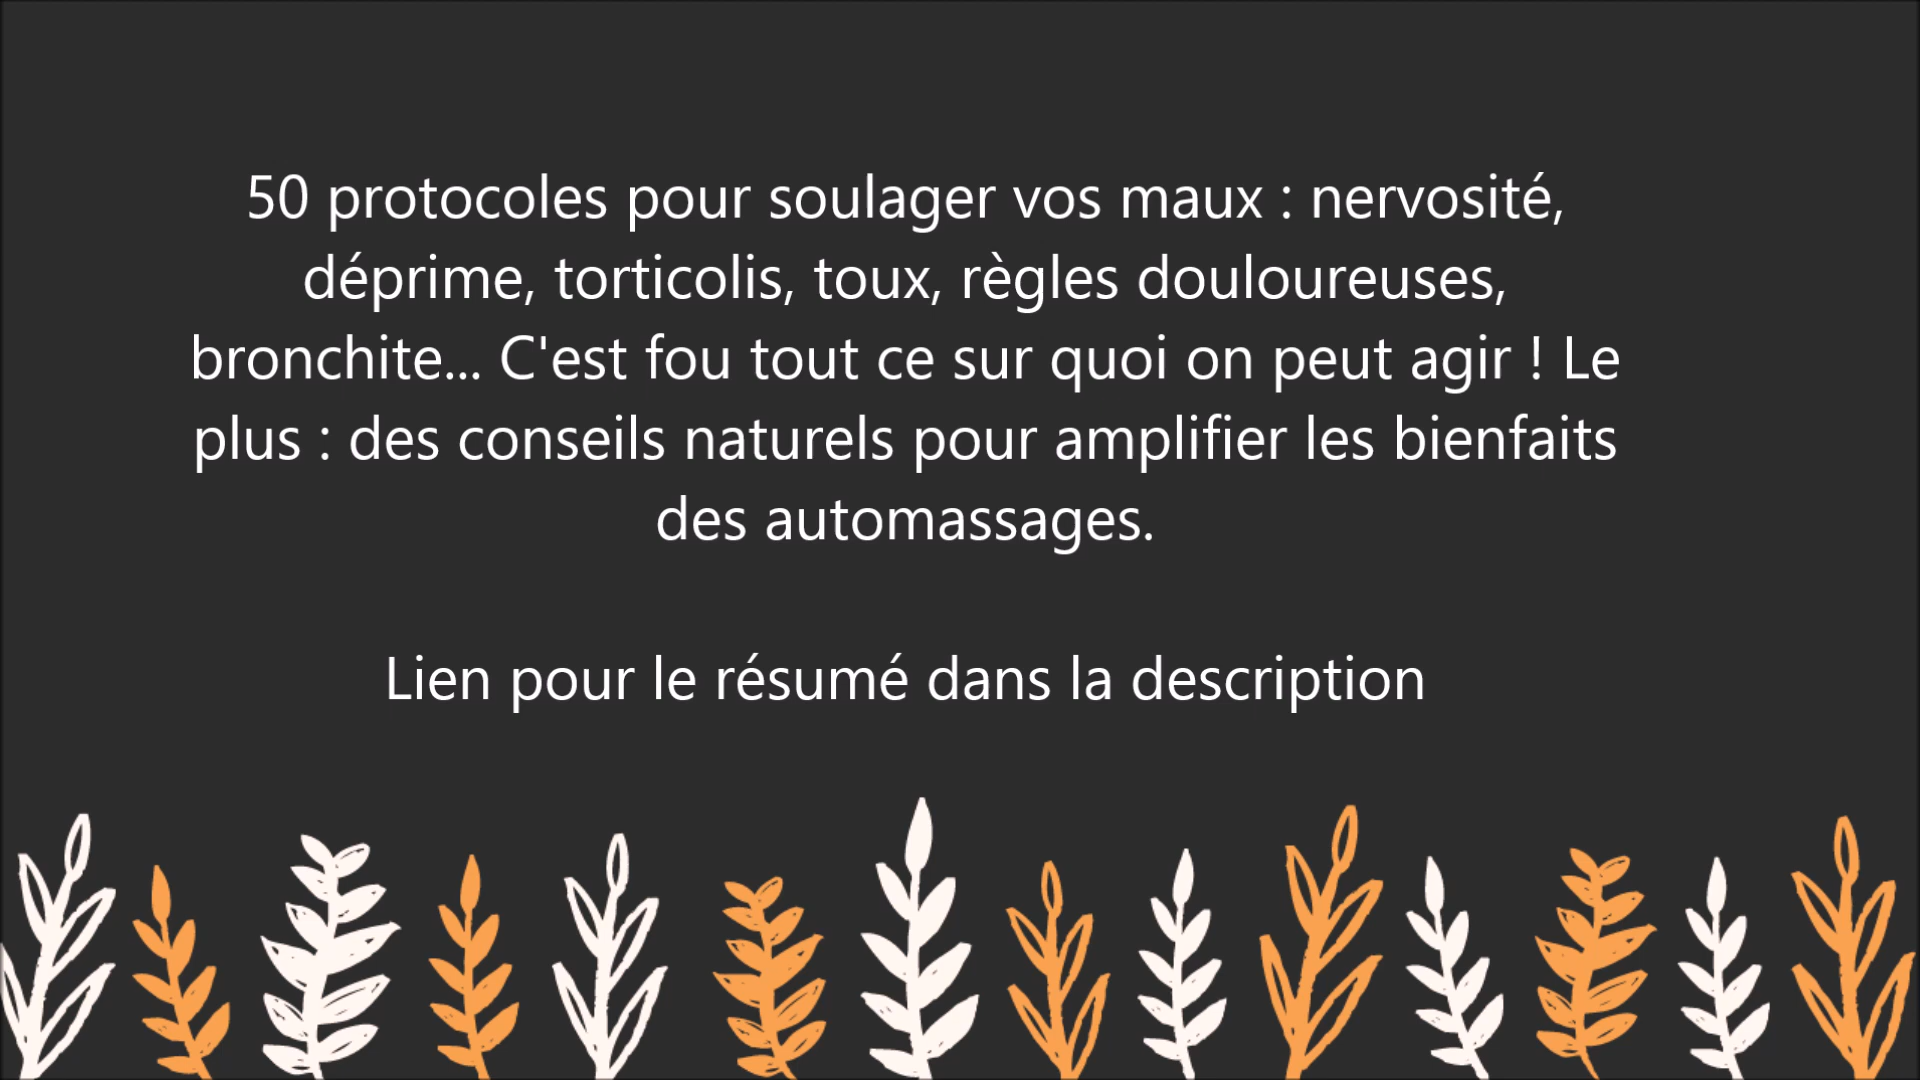 50 protocoles pour soulager vos maux : nervosité,
déprime, torticolis, toux, règles douloureuses,
bronchite... C'est fou tout ce sur quoi on peut agir ! Le
plus : des conseils naturels pour amplifier les bienfaits
des automassages.
Lien pour le résumé dans la description